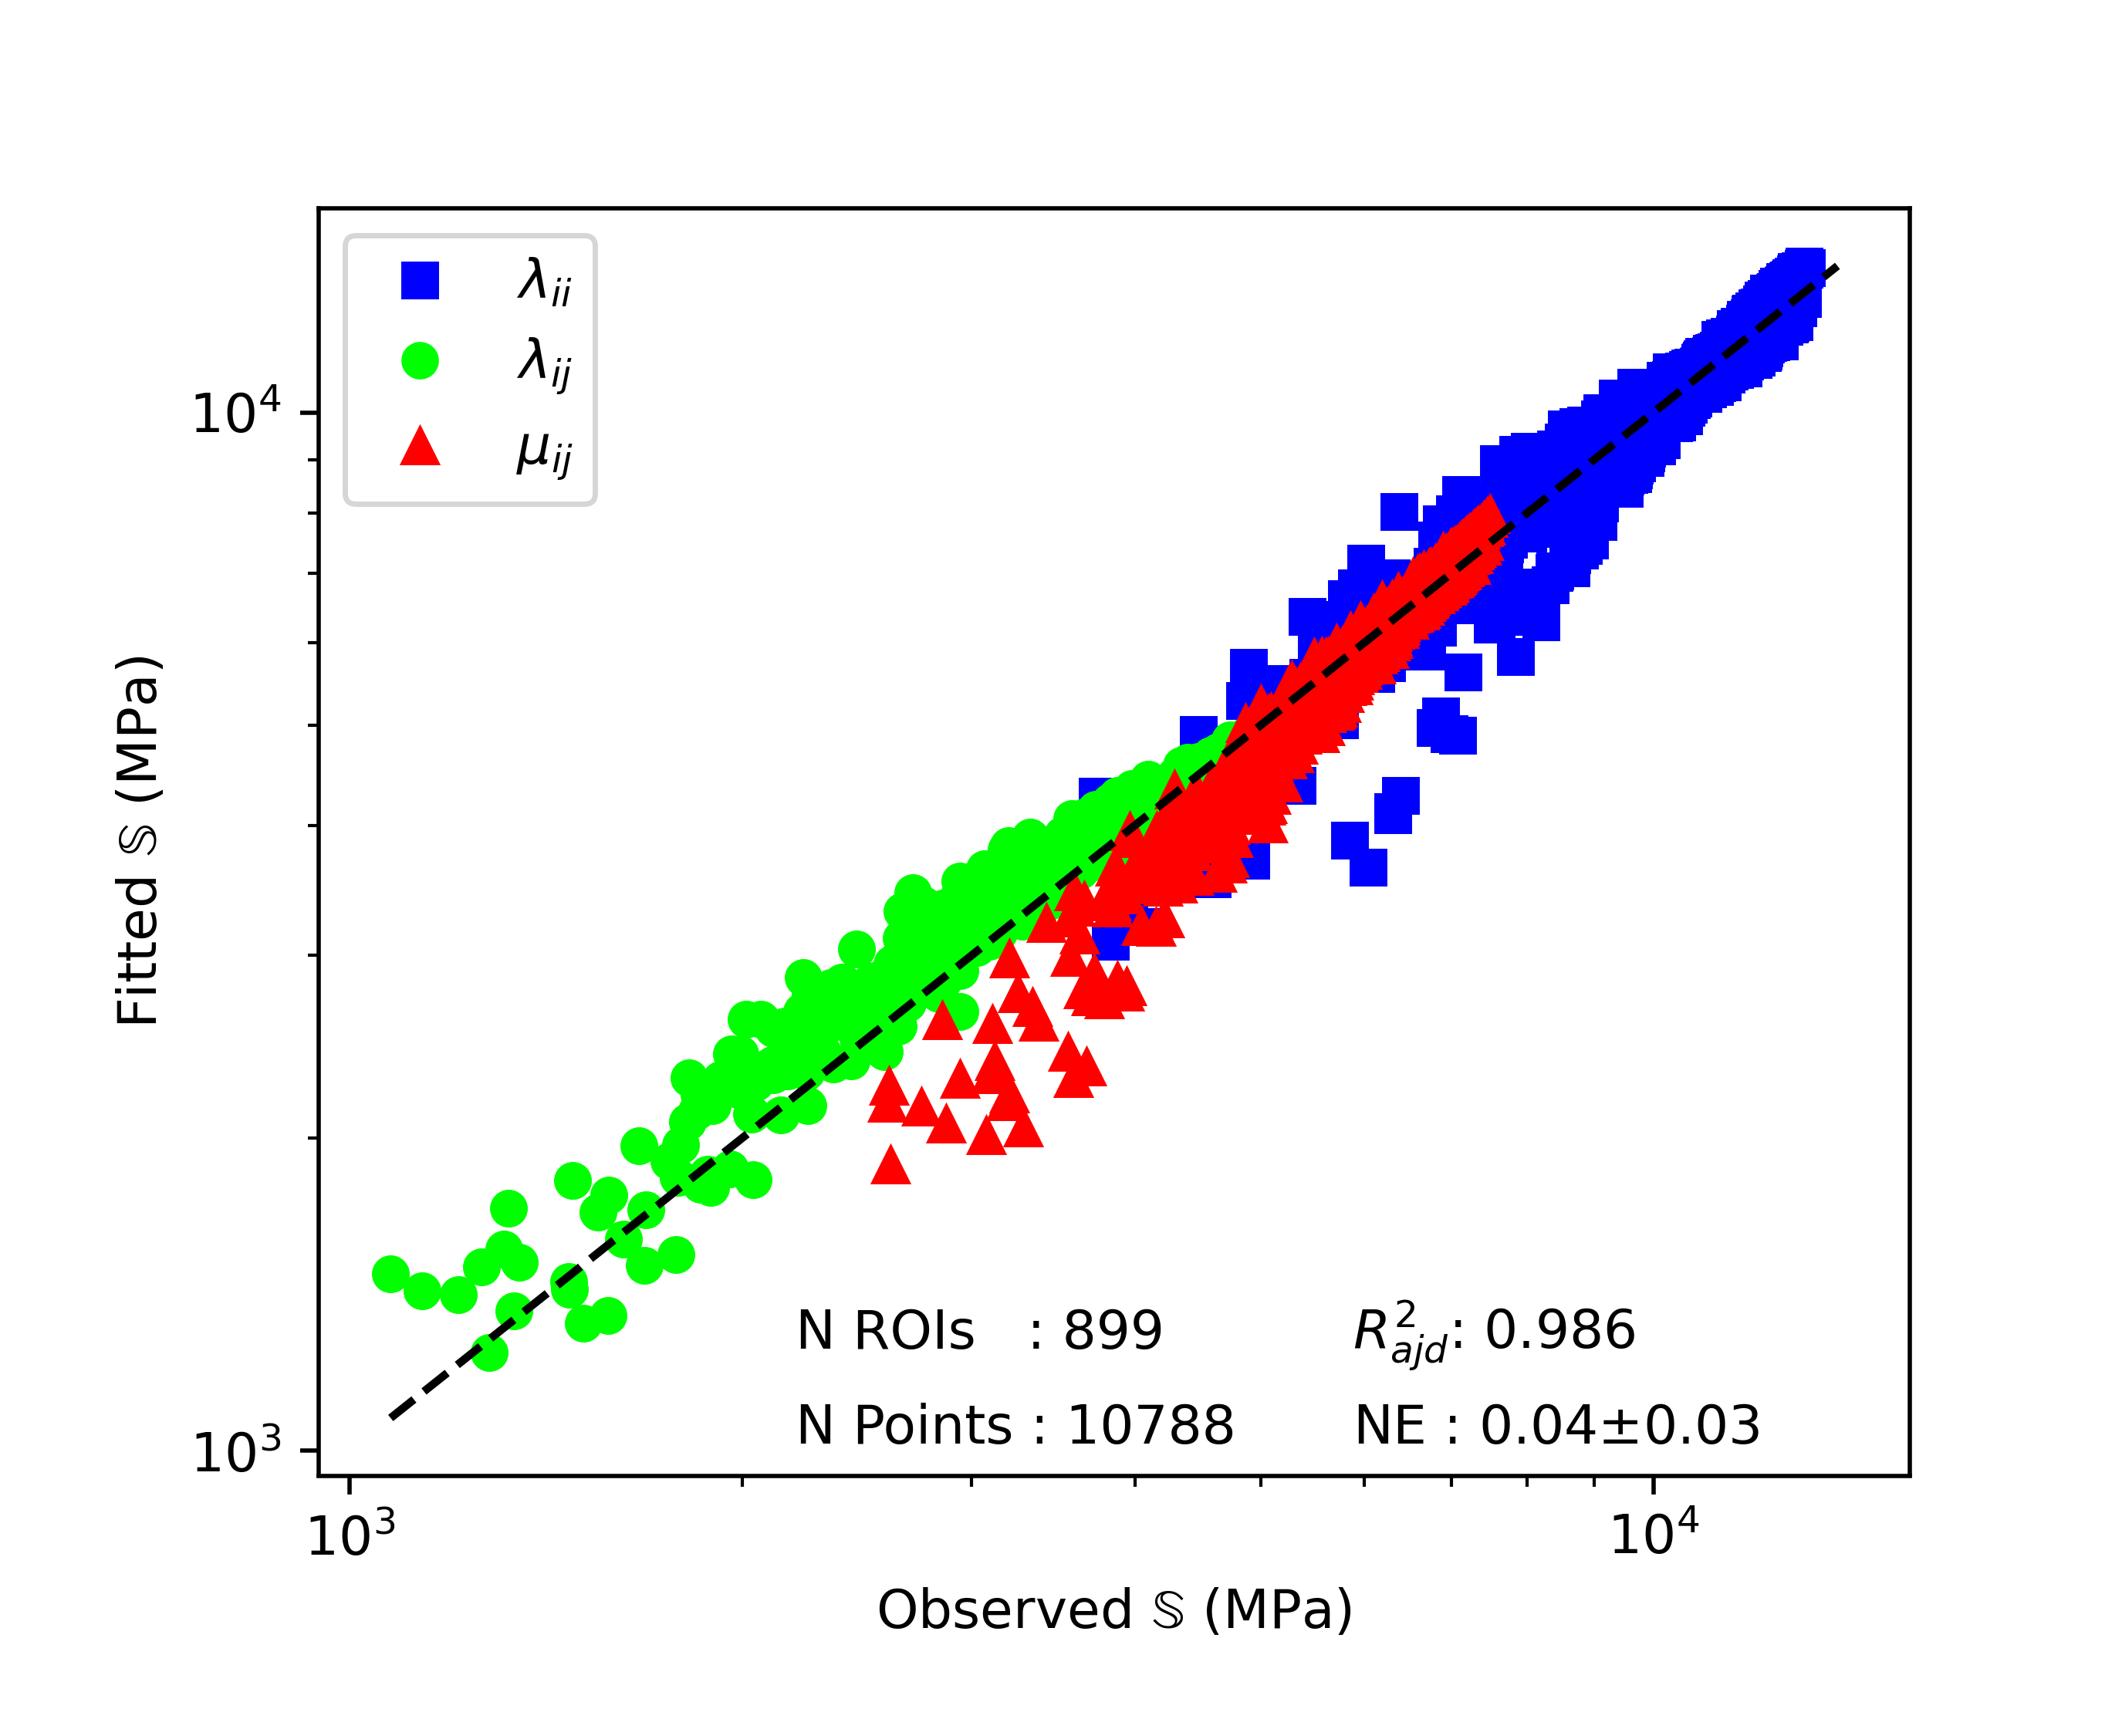 λii
λij
μij
10⁴
10³
Fitted 𝕊 (MPa)
N ROIs : 899
R²ajd: 0.986
N Points : 10788
NE : 0.04±0.03
10³
10⁴
Observed 𝕊 (MPa)